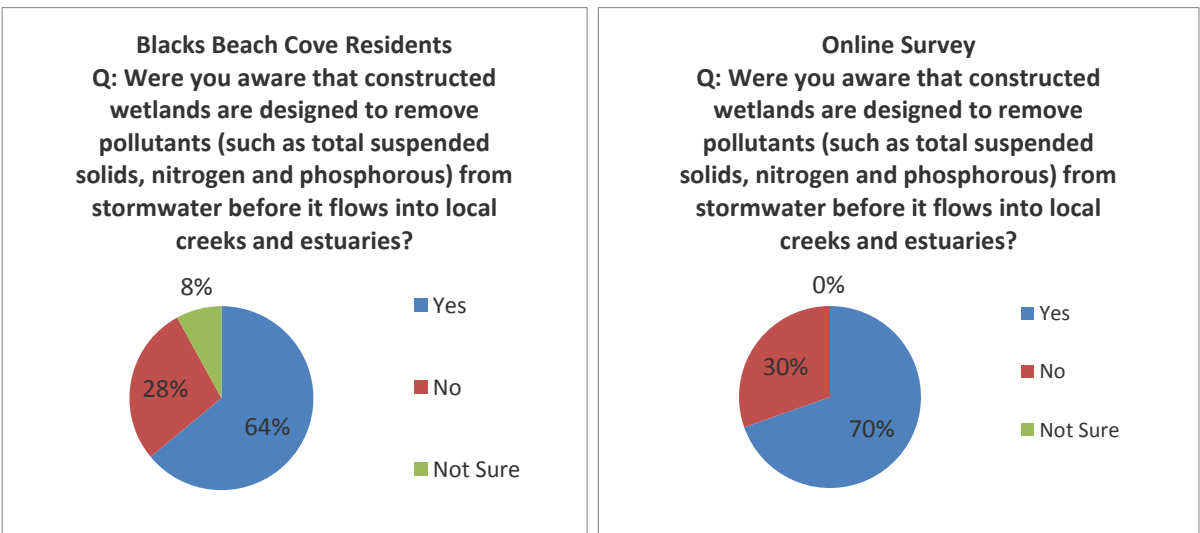 Blacks Beach Cove Residents
Q: Were you aware that constructed
wetlands are designed to remove
pollutants (such as total suspended
solids, nitrogen and phosphorous) from
stormwater before it flows into local
creeks and estuaries?
8%
28%
64%
Yes
No
Not Sure
Online Survey
Q: Were you aware that constructed
wetlands are designed to remove
pollutants (such as total suspended
solids, nitrogen and phosphorous) from
stormwater before it flows into local
creeks and estuaries?
0%
30%
70%
Yes
No
Not Sure